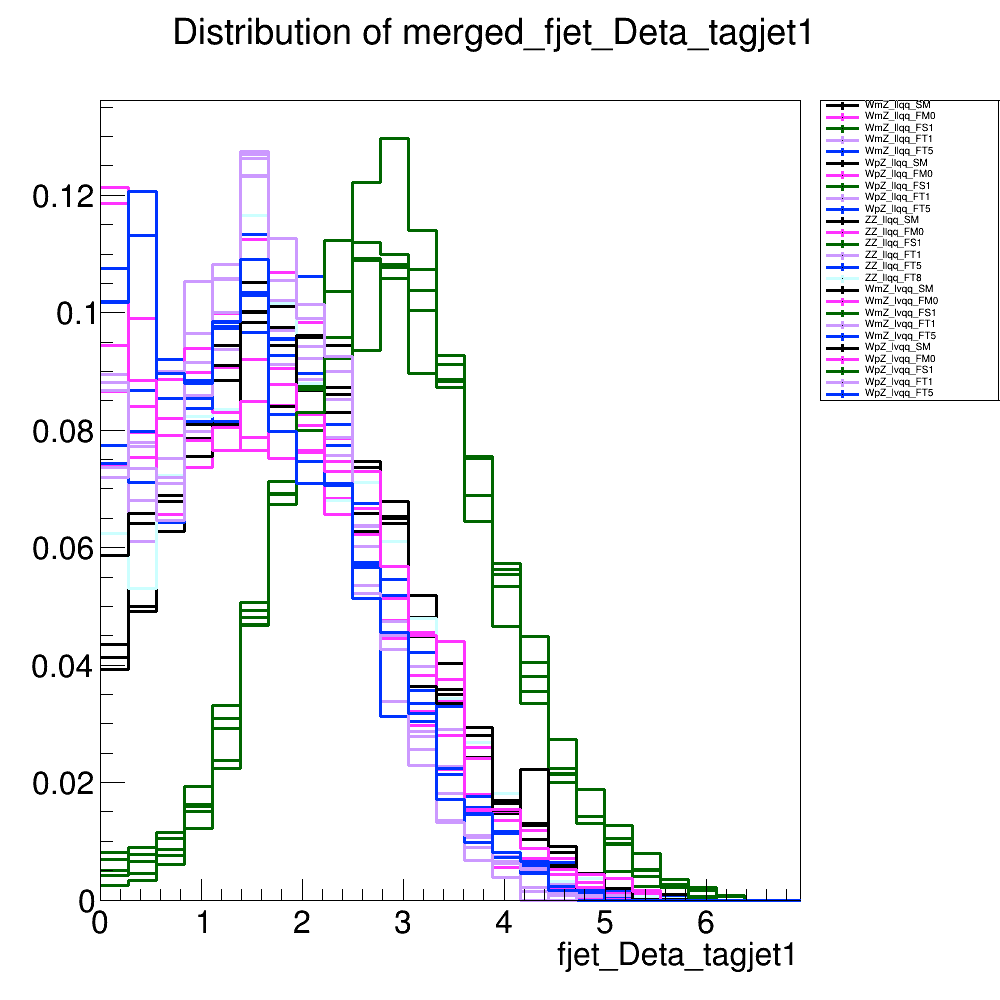 Distribution of merged_fjet_Deta_tagjet1
WmZ_llqq_SM
WmZ_llqq_FM0
WmZ_llqq_FS1
WmZ_llqq_FT1
WmZ_llqq_FT5
WpZ_llqq_SM
WpZ_llqq_FM0
WpZ_llqq_FS1
WpZ_llqq_FT1
WpZ_llqq_FT5
ZZ_llqq_SM
ZZ_llqq_FM0
ZZ_llqq_FS1
ZZ_llqq_FT1
ZZ_llqq_FT5
ZZ_llqq_FT8
WmZ_lvqq_SM
WmZ_lvqq_FM0
WmZ_lvqq_FS1
WmZ_lvqq_FT1
WmZ_lvqq_FT5
WpZ_lvqq_SM
WpZ_lvqq_FM0
WpZ_lvqq_FS1
WpZ_lvqq_FT1
WpZ_lvqq_FT5
0.12
0.1
0.08
0.06
0.04
0.02
0
0 1 2 3 4 5 6
fjet_Deta_tagjet1